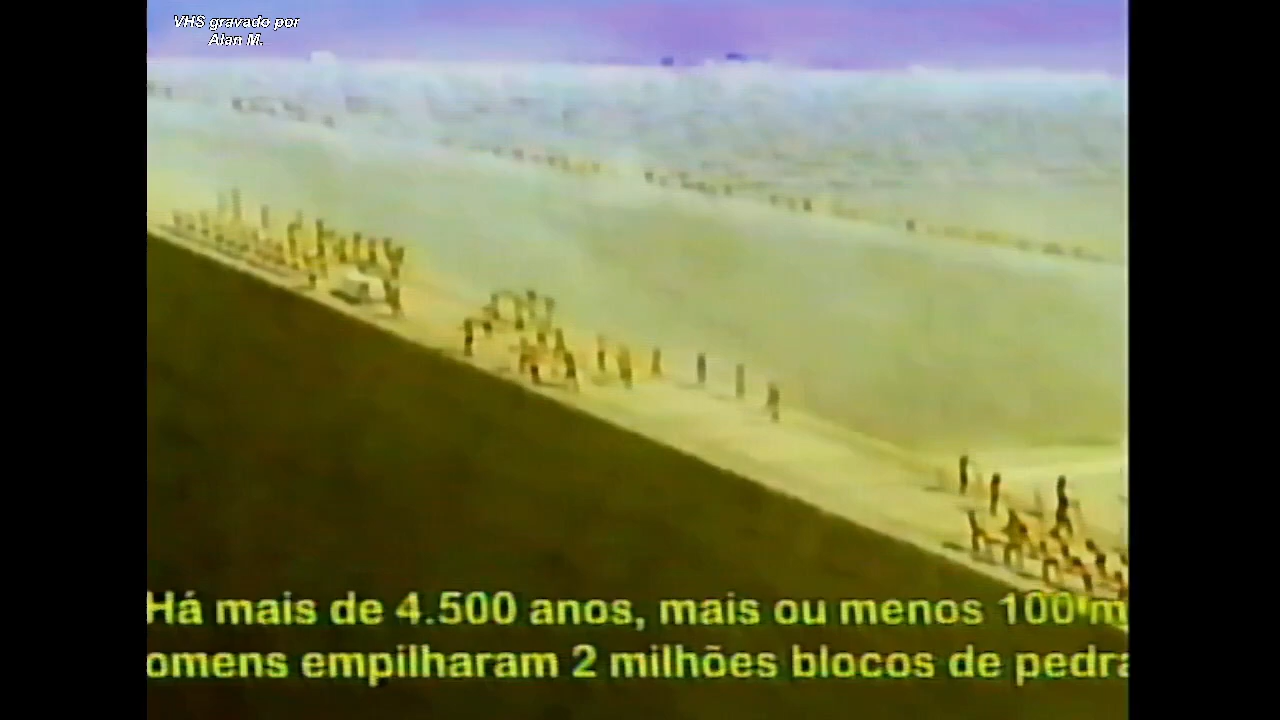 VHS gravado por
Alan M.
Há mais de 4.500 anos, mais ou menos 100 m
omens empilharam 2 milhões blocos de pedra